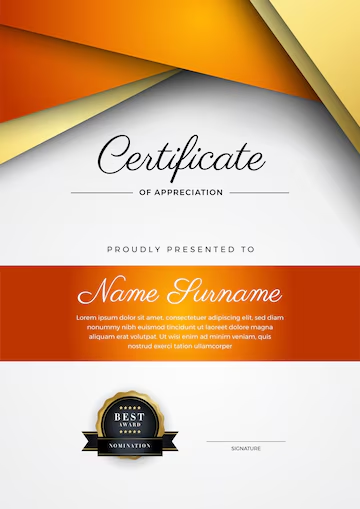 Certificate
OF APPRECIATION
PROUDLY PRESENTED TO
Name Surname
Lorem ipsum dolor sit amet, consectetuer adipiscing elit, sed diam
nonummy nibh euismod tincidunt ut laoreet dolore magna
aliquam erat volutpat. Ut wisi enim ad minim veniam, quis
nostrud exerci tation ullamcorper
BEST
AWARD
NOMINATION
SIGNATURE